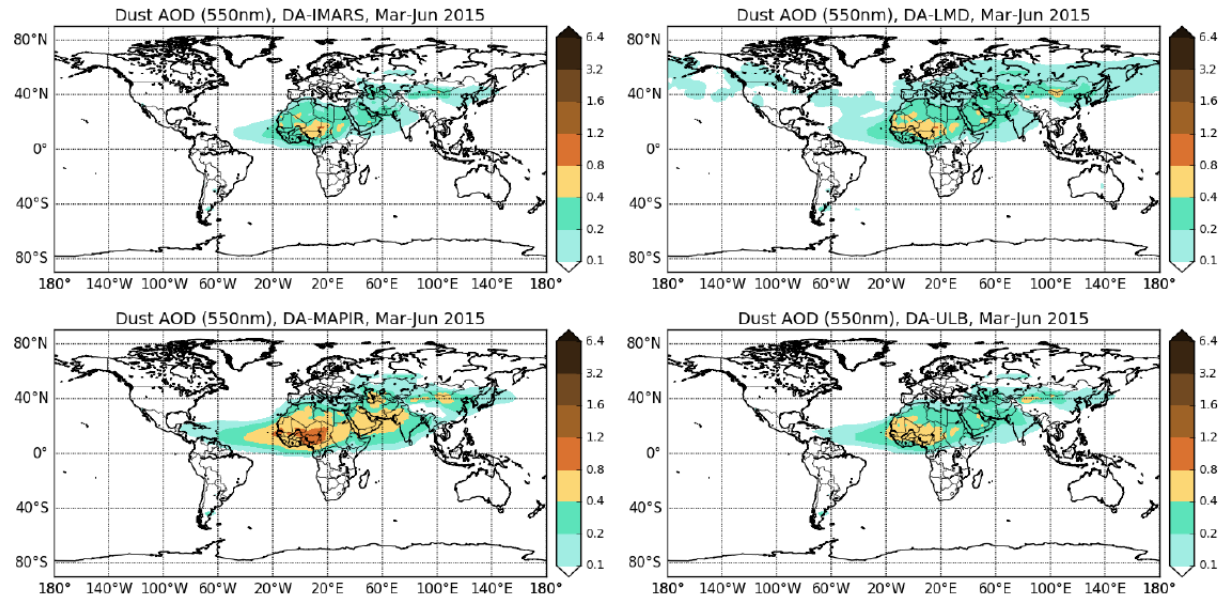 Dust AOD (550nm), DA-IMARS, Mar-Jun 2015
80°N
40°N
0°
40°S
80°S
180° 140°W 100°W 60°W 20°W 20°E 60°E 100°E 140°E 180°
6.4
3.2
1.6
1.2
0.8
0.4
0.2
0.1
Dust AOD (550nm), DA-LMD, Mar-Jun 2015
80°N
40°N
0°
40°S
80°S
180° 140°W 100°W 60°W 20°W 20°E 60°E 100°E 140°E 180°
6.4
3.2
1.6
1.2
0.8
0.4
0.2
0.1
Dust AOD (550nm), DA-MAPIR, Mar-Jun 2015
80°N
40°N
0°
40°S
80°S
180° 140°W 100°W 60°W 20°W 20°E 60°E 100°E 140°E 180°
6.4
3.2
1.6
1.2
0.8
0.4
0.2
0.1
Dust AOD (550nm), DA-ULB, Mar-Jun 2015
80°N
40°N
0°
40°S
80°S
180° 140°W 100°W 60°W 20°W 20°E 60°E 100°E 140°E 180°
6.4
3.2
1.6
1.2
0.8
0.4
0.2
0.1